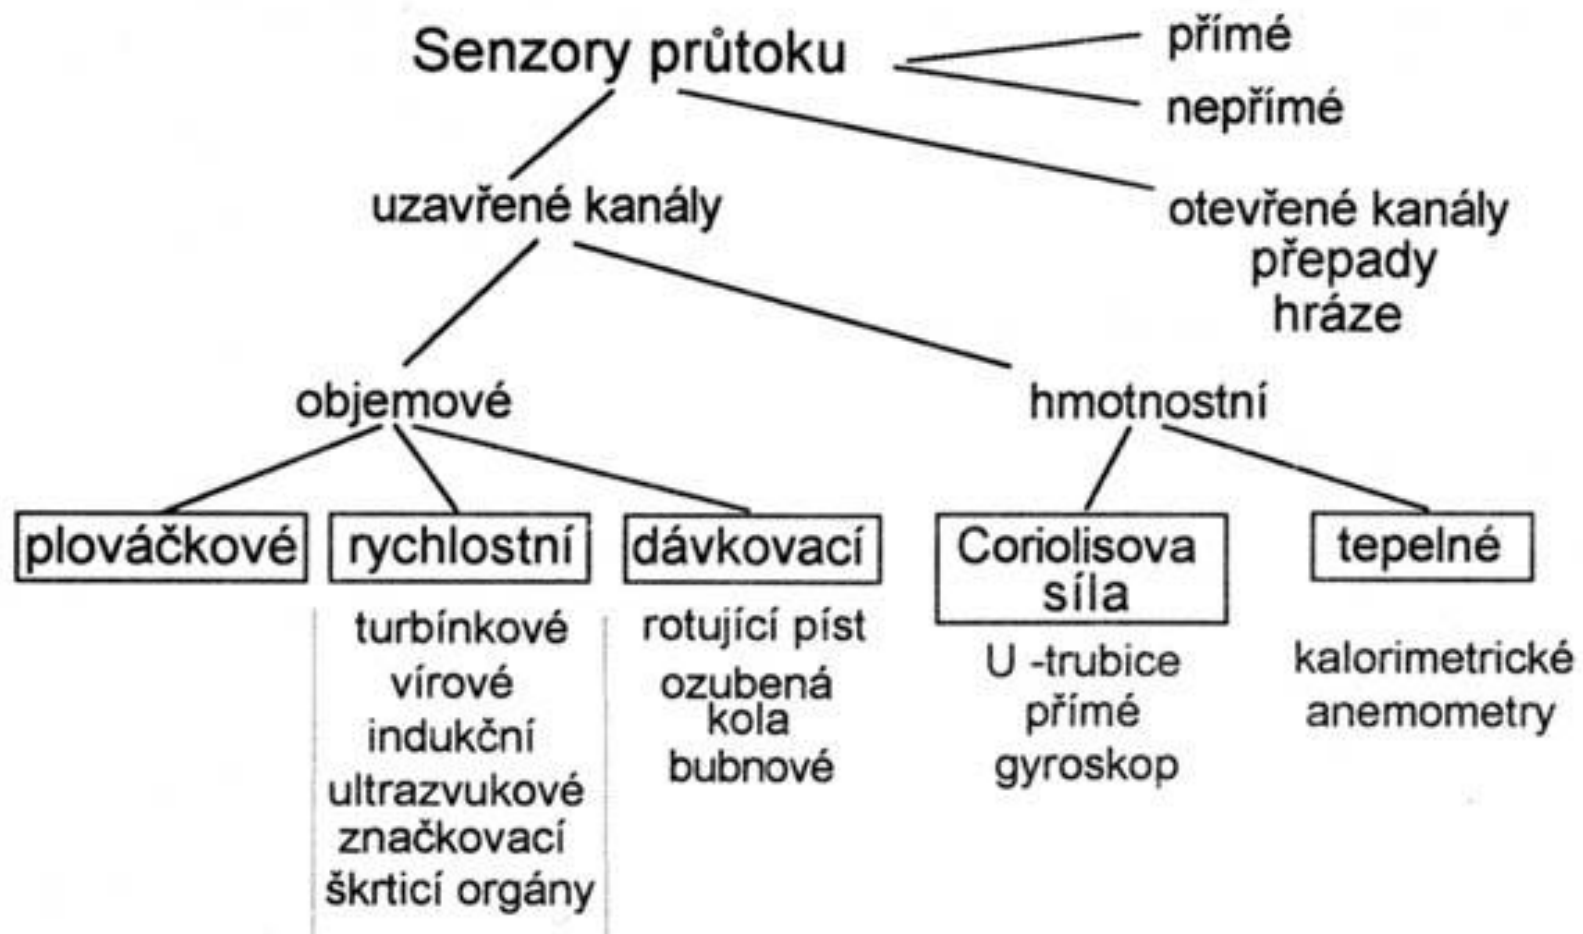 Senzory průtoku
přímé
nepřímé
uzavřené kanály
otevřené kanály
přepady
hráze
objemové
hmotnostní
plováčkové
rychlostní
dávkovací
Coriolisova
síla
tepelné
turbínkové
vírové
indukční
ultrazvukové
značkovací
škrticí orgány
rotující píst
ozubená
kola
bubnové
U -trubice
přímé
gyroskop
kalorimetrické
anemometry